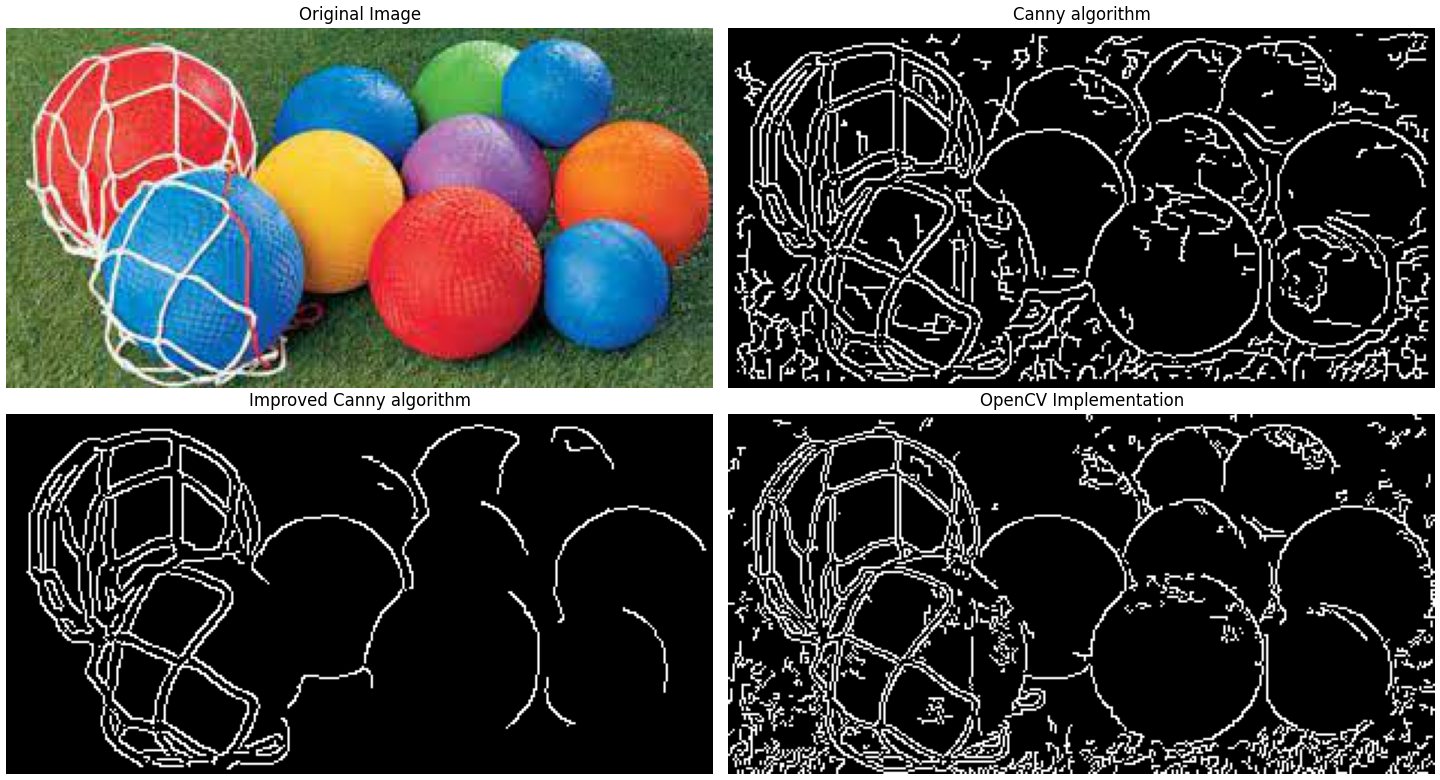 Original Image
Canny algorithm
Improved Canny algorithm
OpenCV Implementation